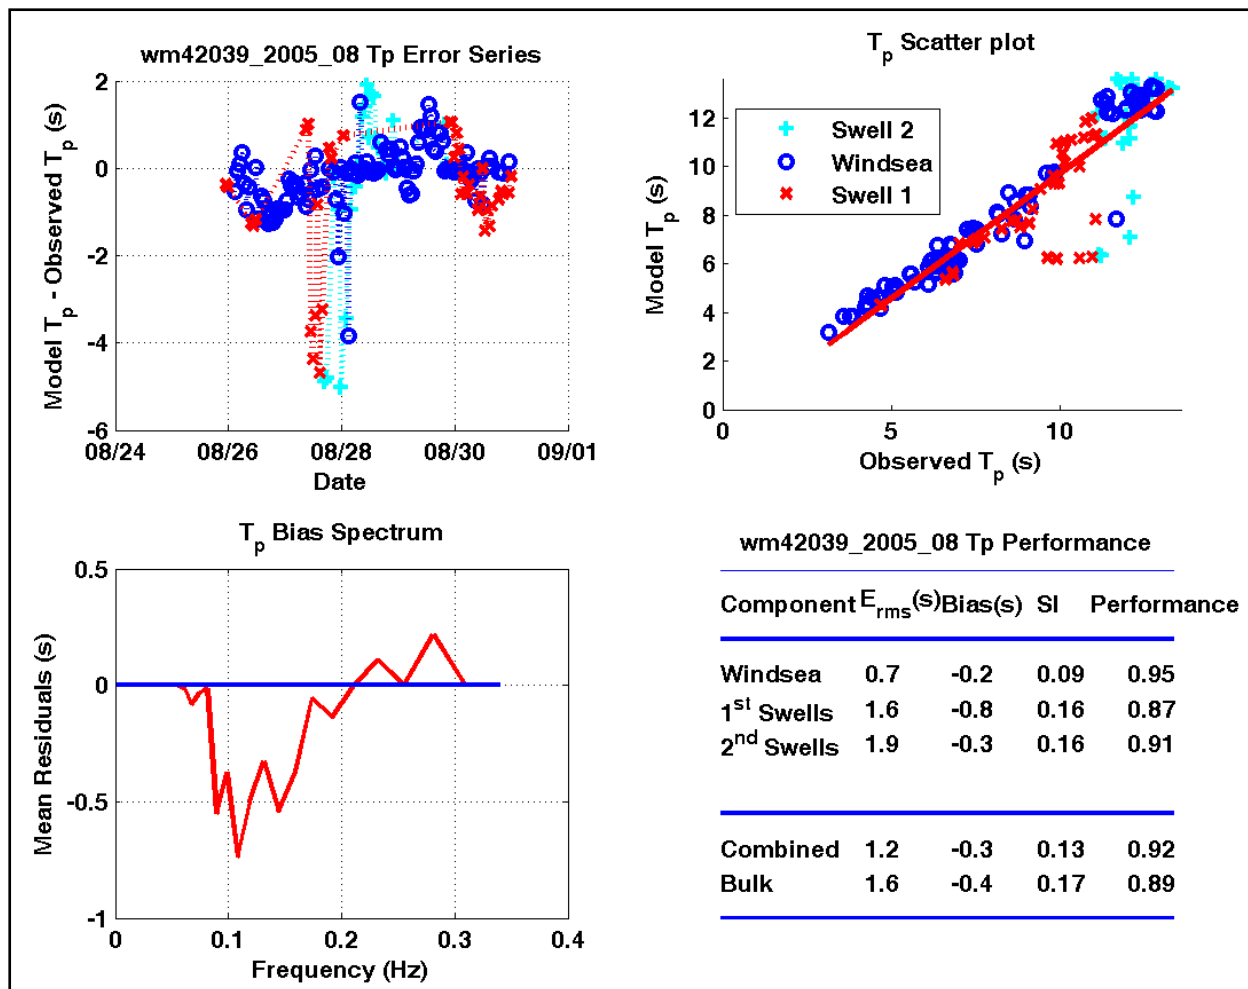 wm42039_2005_08 Tp Error Series
Model Tp - Observed Tp (s)
2
0
-2
-4
-6
08/24 08/26 08/28 08/30 09/01
Date
Tp Scatter plot
Model Tp (s)
12
10
8
6
4
2
0
Swell 2
Windsea
Swell 1
0 5 10
Observed Tp (s)
Tp Bias Spectrum
Mean Residuals (s)
0.5
0
-0.5
-1
0 0.1 0.2 0.3 0.4
Frequency (Hz)
wm42039_2005_08 Tp Performance
Component Erms(s) Bias(s) SI Performance
Windsea 0.7 -0.2 0.09 0.95
1st Swells 1.6 -0.8 0.16 0.87
2nd Swells 1.9 -0.3 0.16 0.91
Combined 1.2 -0.3 0.13 0.92
Bulk 1.6 -0.4 0.17 0.89